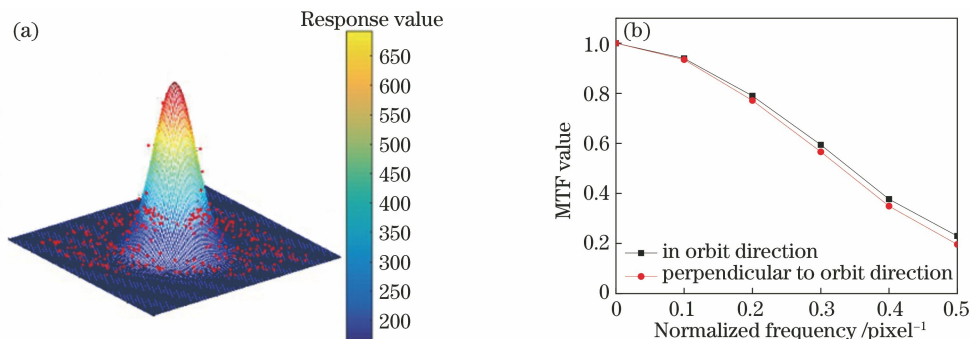 (a)
Response value
650
600
550
500
450
400
350
300
250
200
(b)
1.0
0.8
0.6
0.4
0.2
0
MTF value
in orbit direction
perpendicular to orbit direction
0 0.1 0.2 0.3 0.4 0.5
Normalized frequency /pixel⁻¹